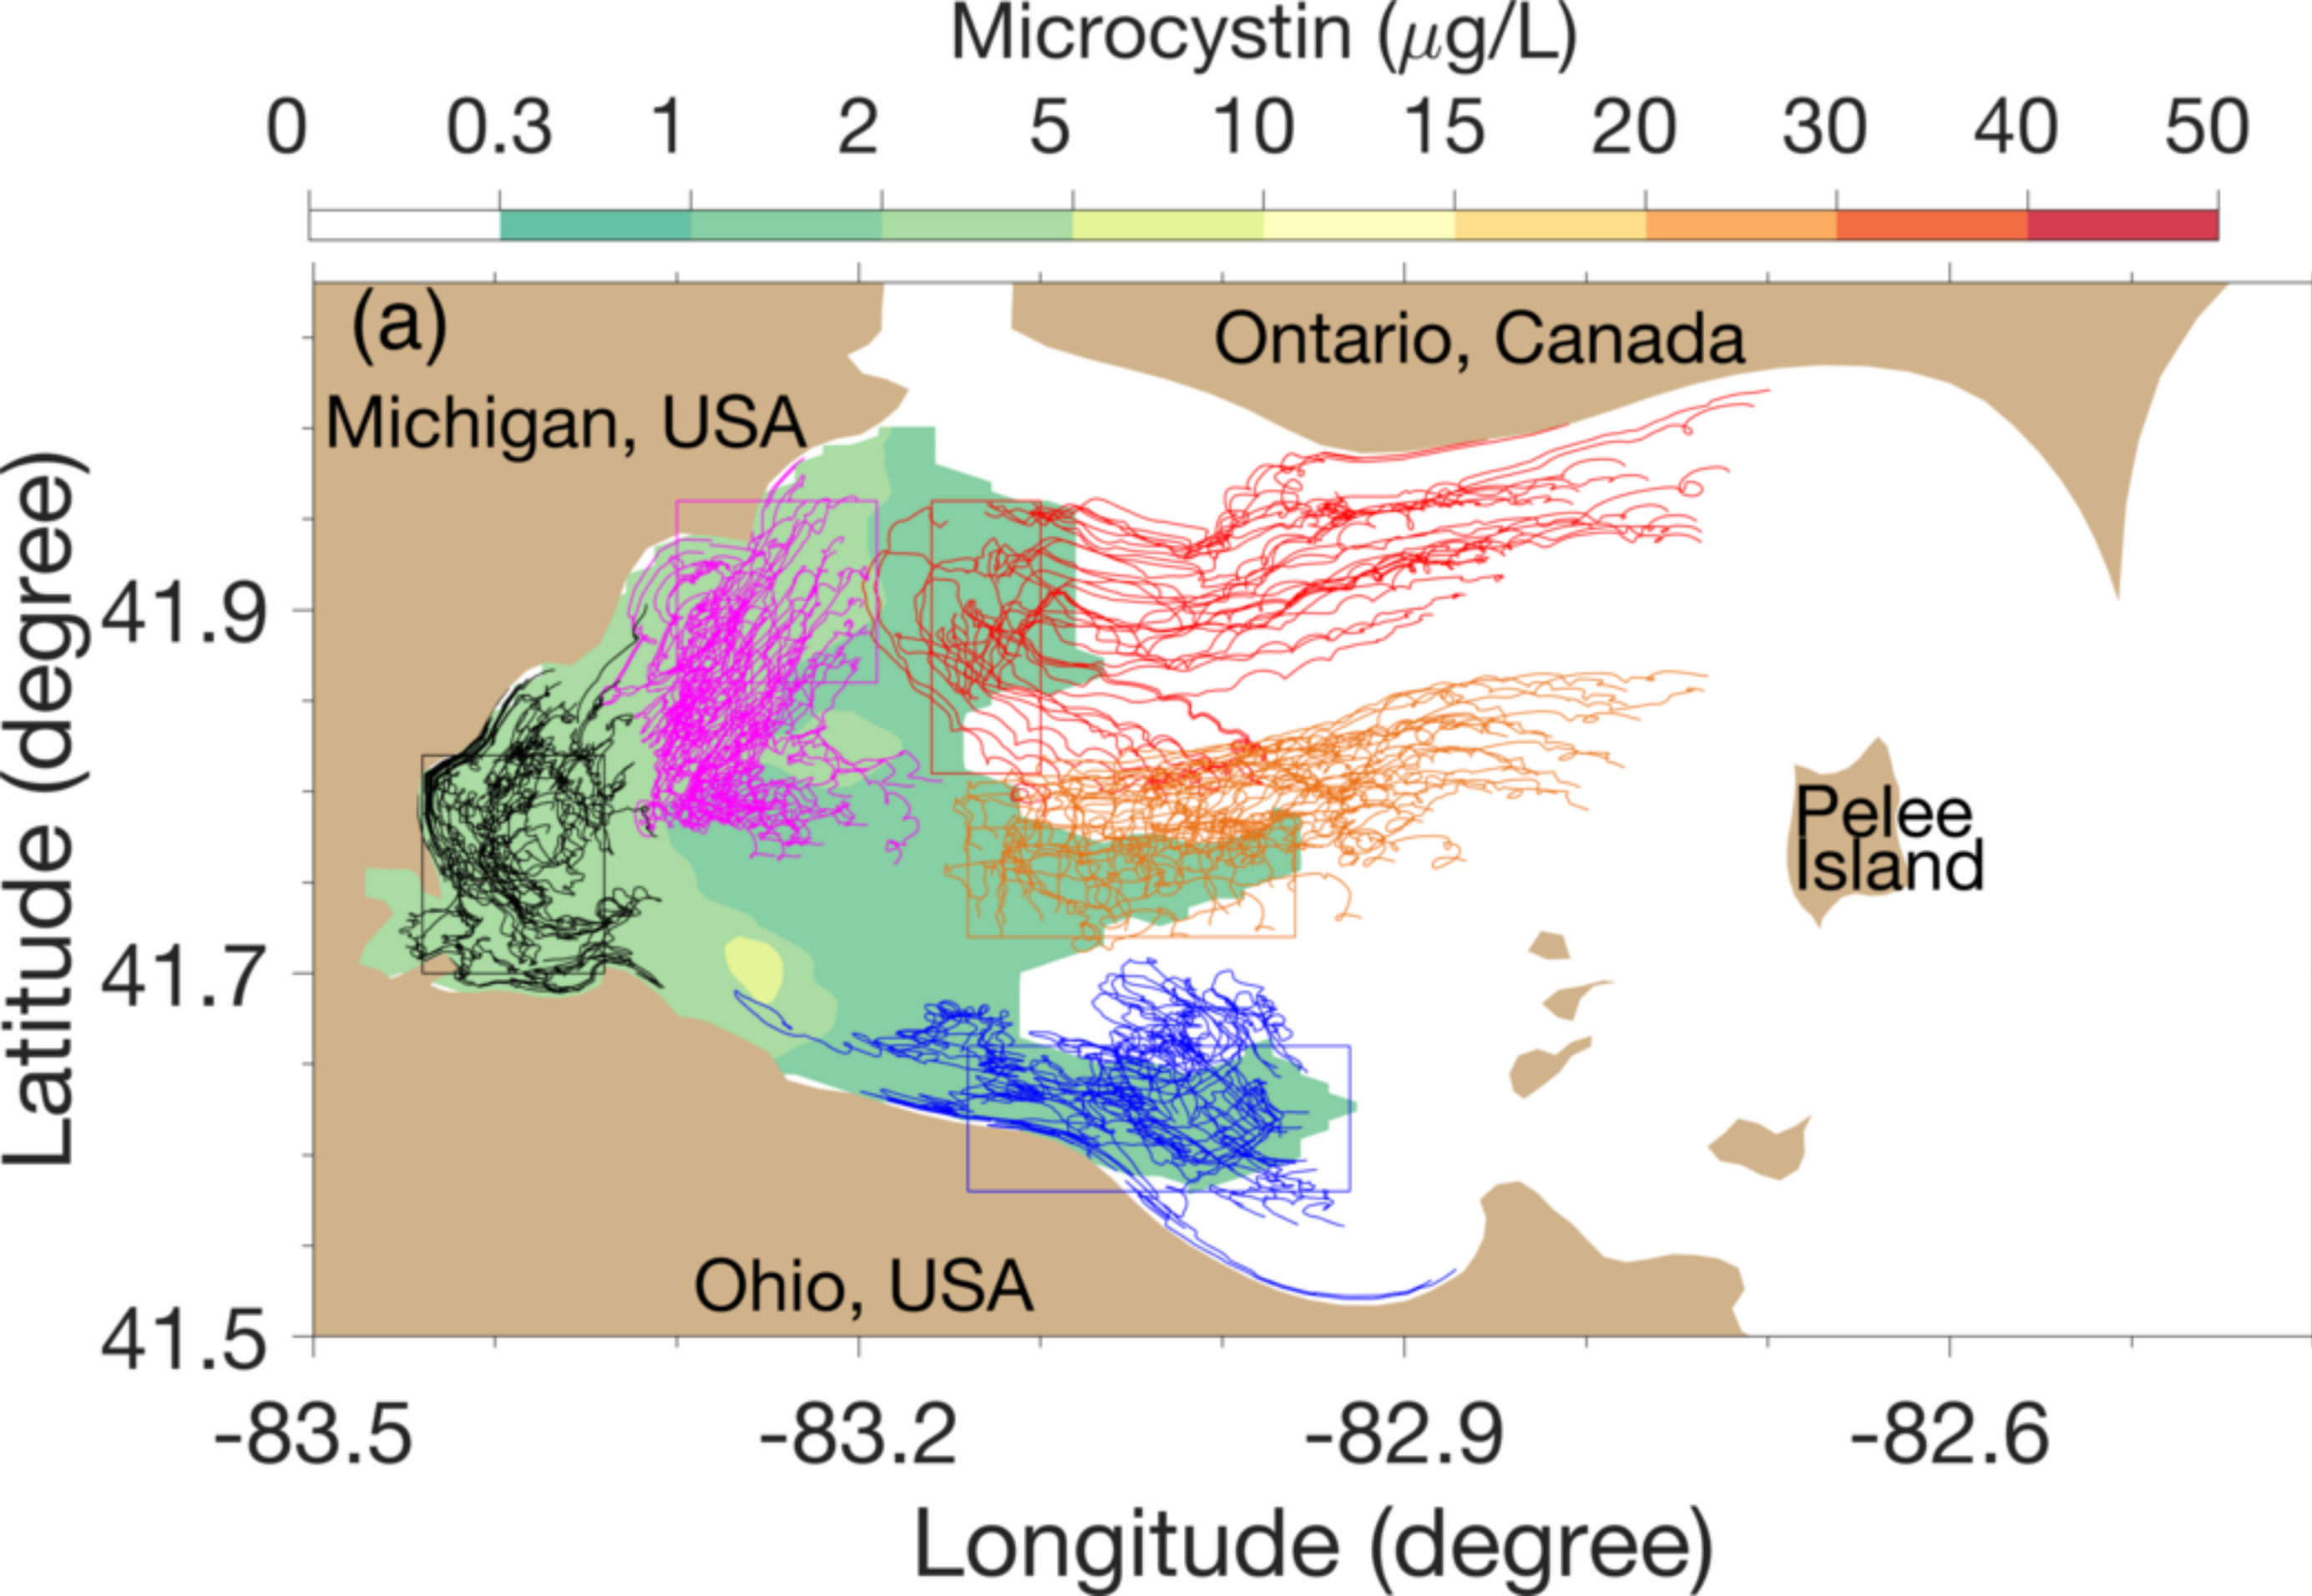 Microcystin (μg/L)
0 0.3 1 2 5 10 15 20 30 40 50
(a)
Ontario, Canada
Michigan, USA
41.9
Pelee
Island
41.7
Latitude (degree)
Ohio, USA
41.5
-83.5 -83.2 -82.9 -82.6
Longitude (degree)